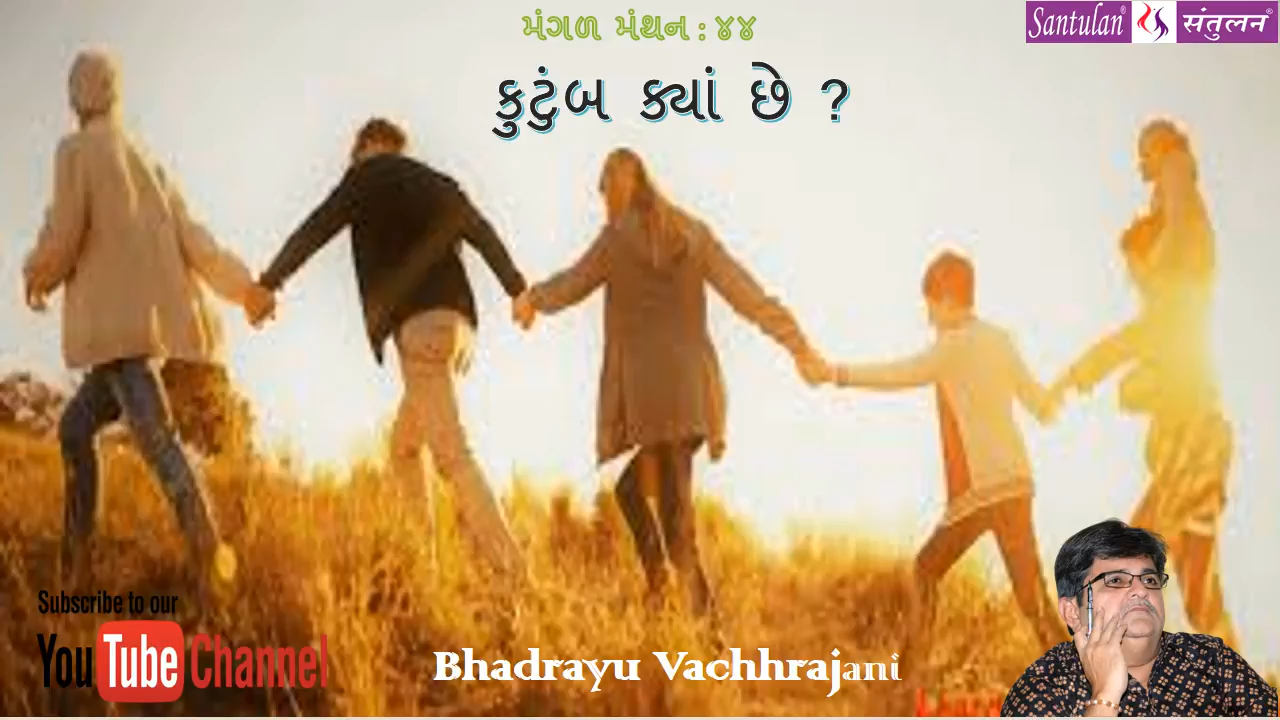 મંગળ મંથન : ૪૪
Santulan® સંતુલન®
કુટુંબ ક્યાં છે ?
Subscribe to our
YouTube Channel
Bhadrayu Vachhrajani